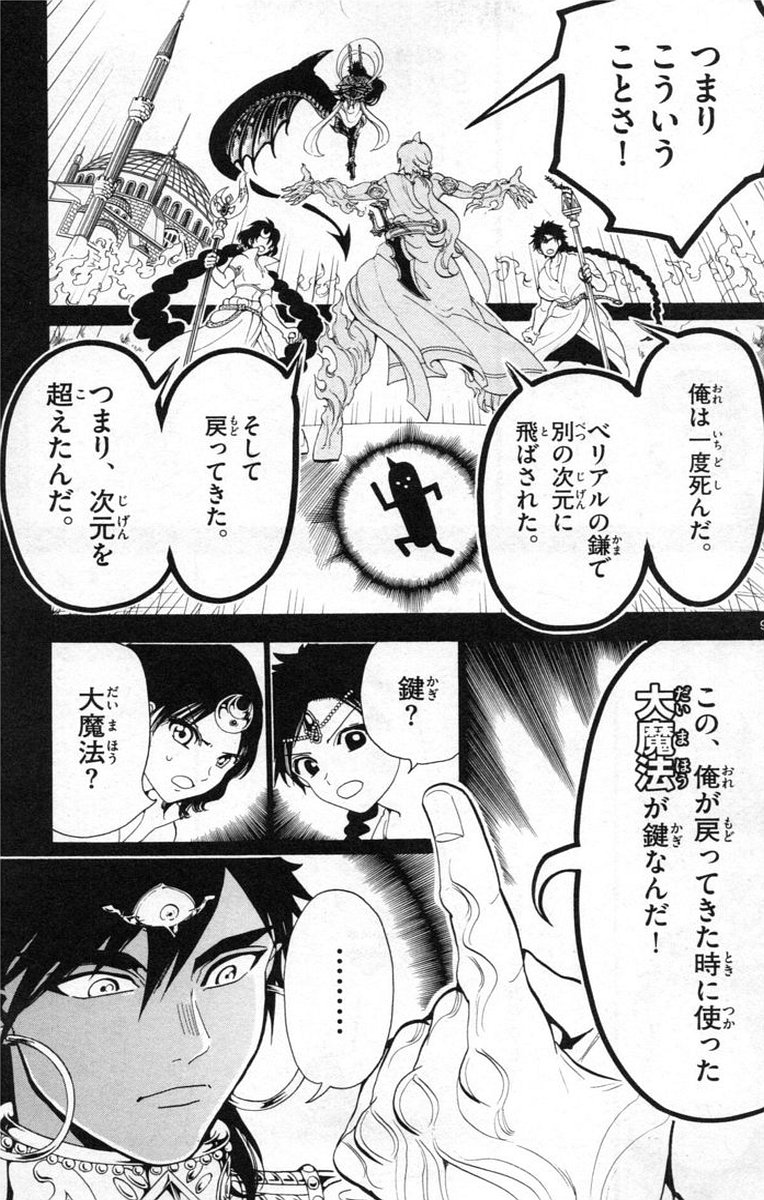 つまり
こういう
ことさ！
俺は一度死んだ。
ベリアルの鎌で
別の次元に
飛ばされた。
そして
戻ってきた。
つまり、次元を
超えたんだ。
この、俺が戻ってきた時に使った
大魔法が鍵なんだ！
鍵？
大魔法？
………